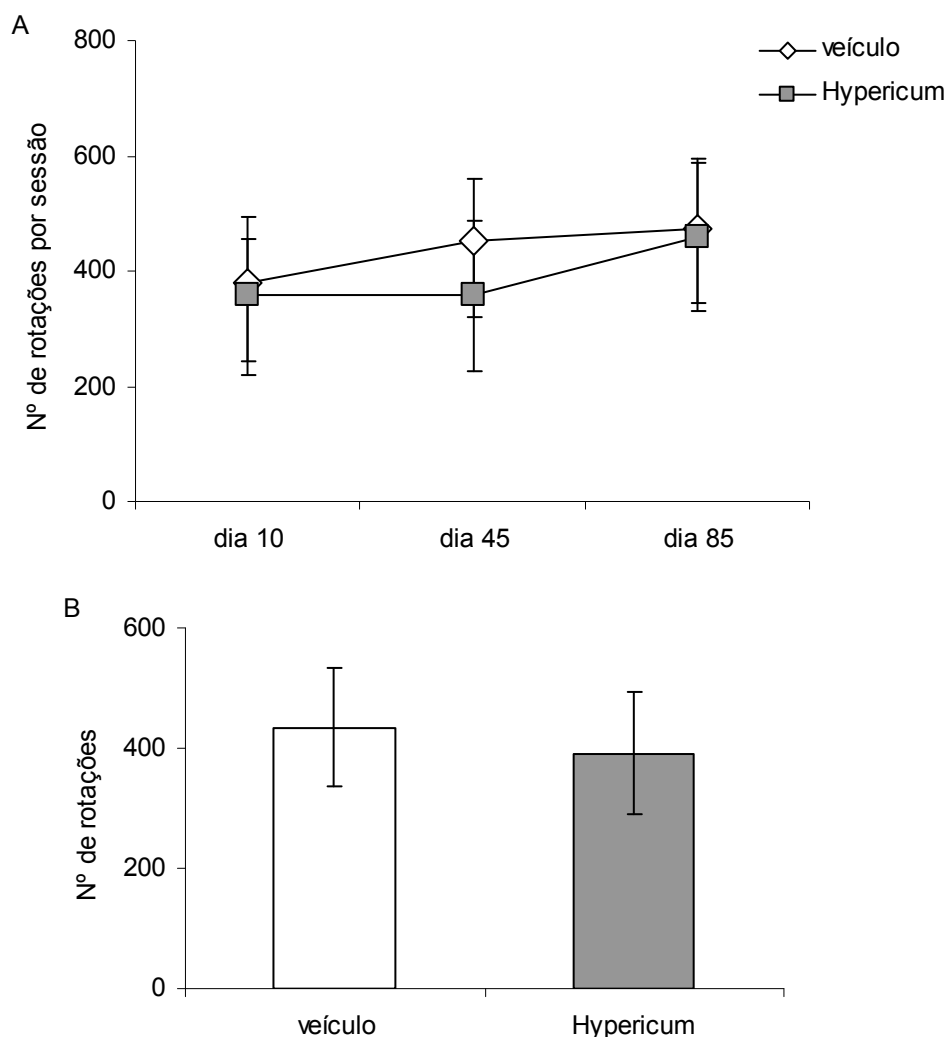 A
800
600
400
200
0
Nº de rotações por sessão
dia 10
dia 45
dia 85
veículo
Hypericum
B
600
400
200
0
Nº de rotações
veículo
Hypericum